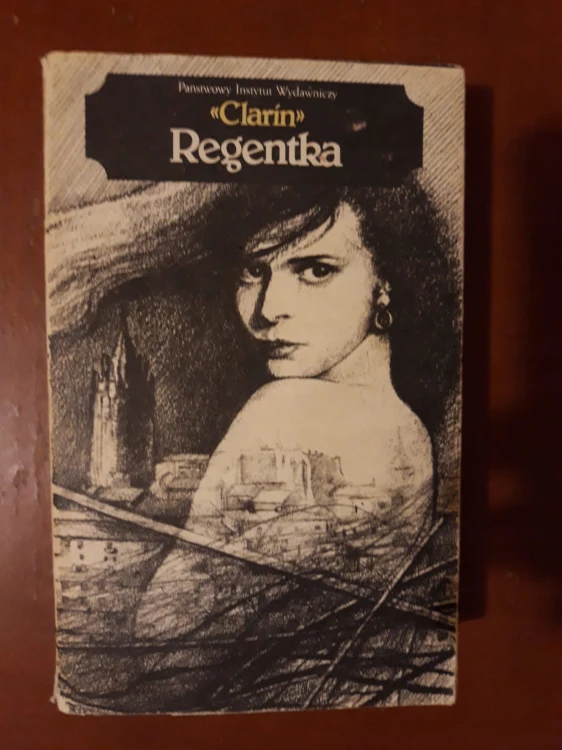 Państwowy Instytut Wydawniczy
«Clarín»
Regentka